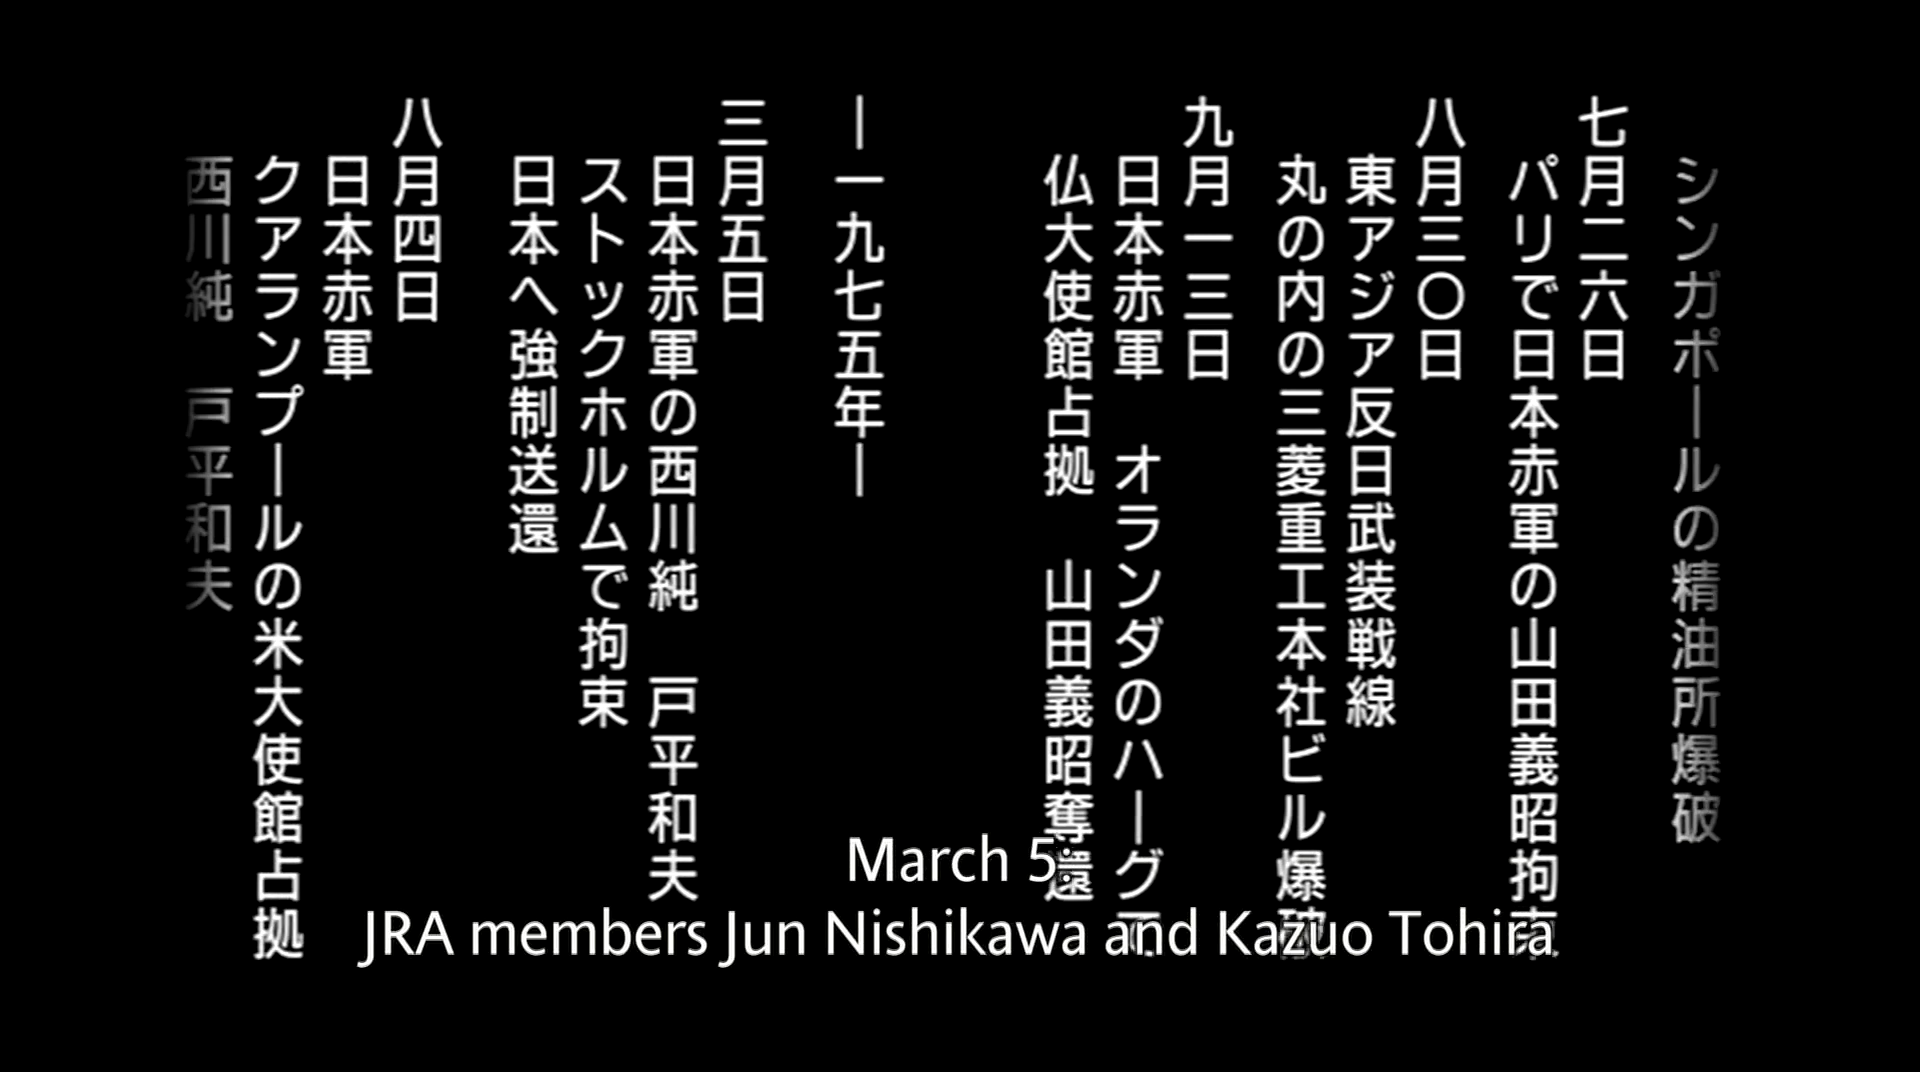 シンガポールの精油所爆破
七月二六日
パリで日本赤軍の山田義昭拘束
八月三〇日
東アジア反日武装戦線
丸の内の三菱重工本社ビル爆破
九月一三日
日本赤軍　オランダのハーグで
仏大使館占拠　山田義昭奪還
―一九七五年―
三月五日
日本赤軍の西川純　戸平和夫
ストックホルムで拘束
日本へ強制送還
八月四日
日本赤軍
クアランプールの米大使館占拠
西川純　戸平和夫
March 5:
JRA members Jun Nishikawa and Kazuo Tohira